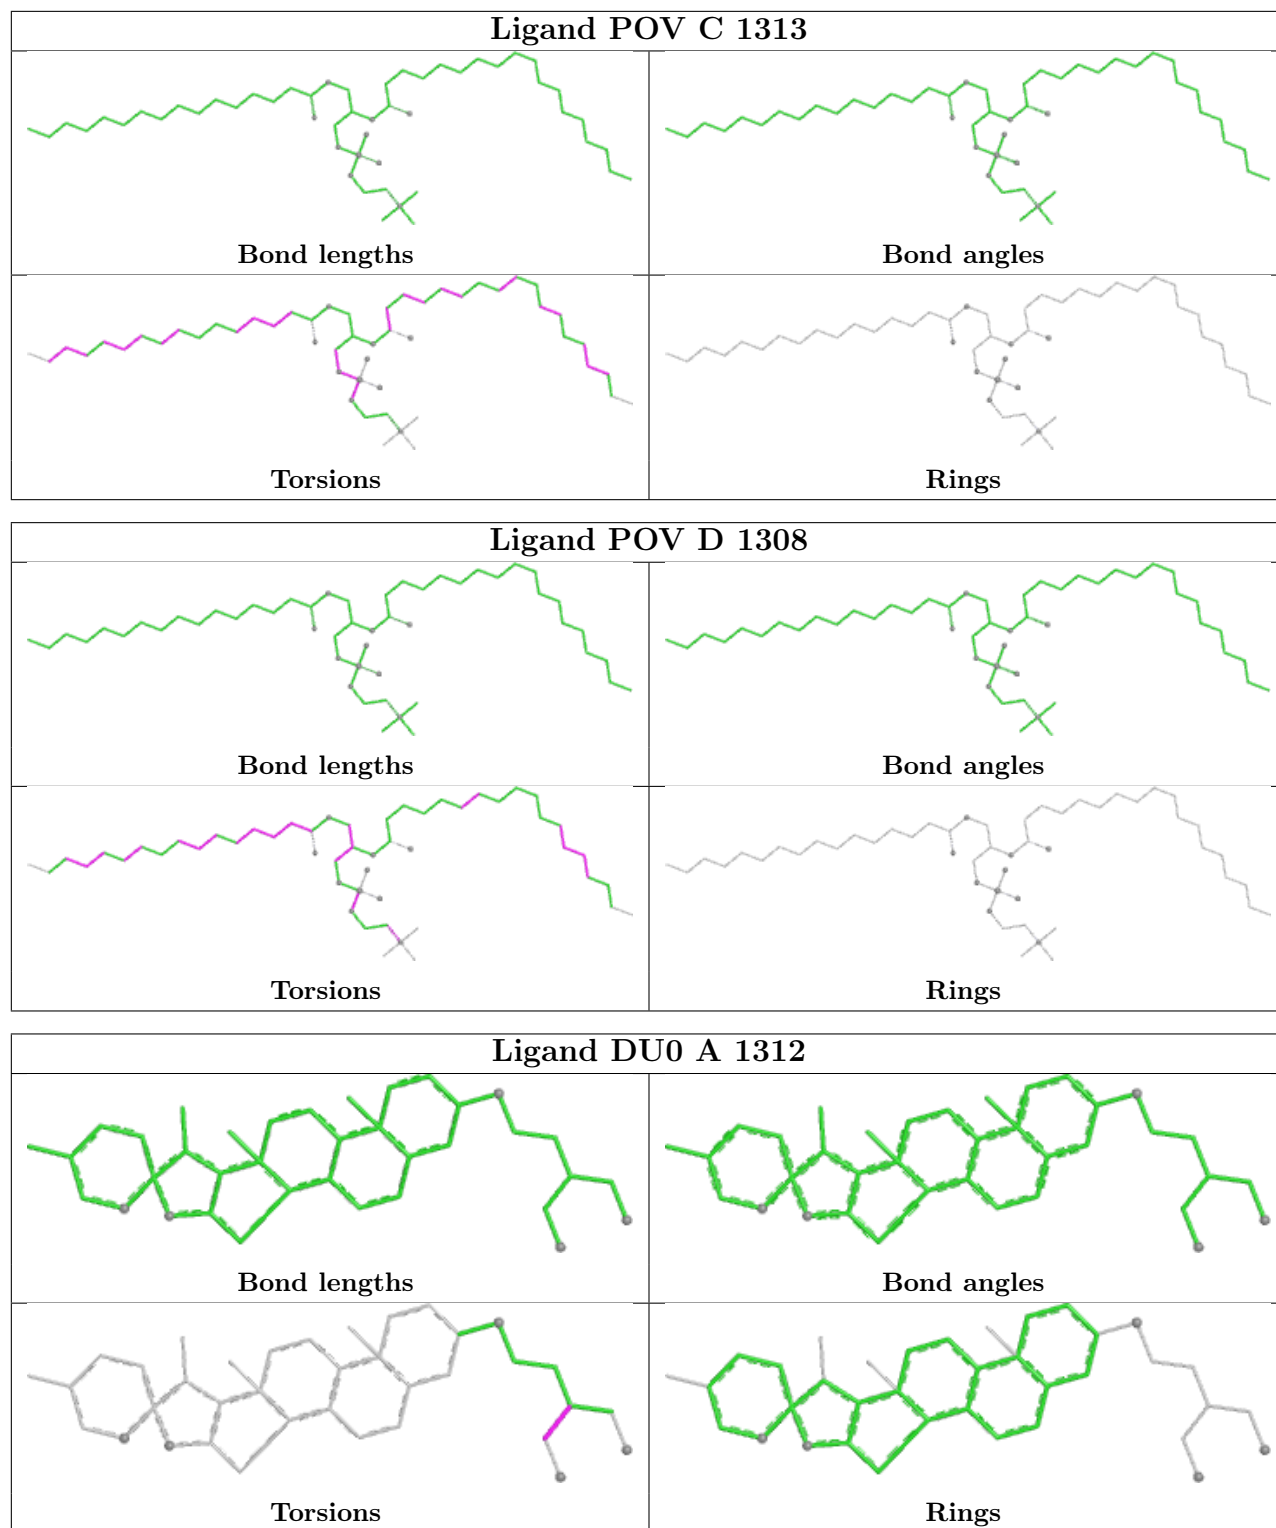 Ligand POV C 1313
Bond lengths
Bond angles
Torsions
Rings
Ligand POV D 1308
Bond lengths
Bond angles
Torsions
Rings
Ligand DU0 A 1312
Bond lengths
Bond angles
Torsions
Rings